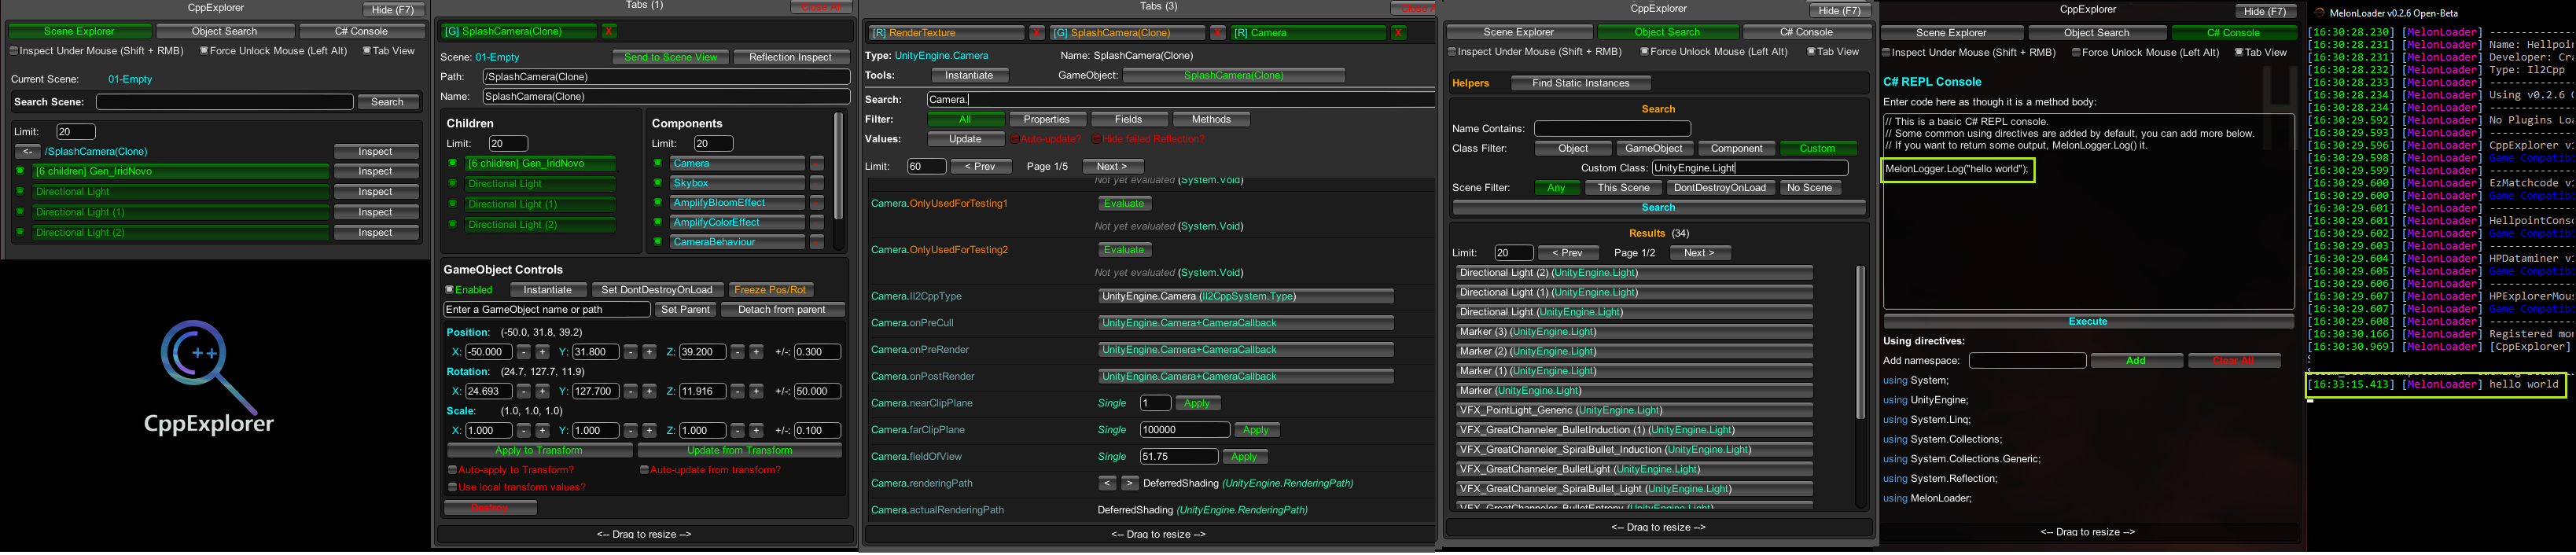 CppExplorer
Hide (F7)
Scene Explorer Object Search C# Console
Inspect Under Mouse (Shift + RMB) Force Unlock Mouse (Left Alt) Tab View
Current Scene: 01-Empty
Search Scene: Search
Limit: 20
<- /SplashCamera(Clone) Inspect
[6 children] Gen_IridNovo Inspect
Directional Light Inspect
Directional Light (1) Inspect
Directional Light (2) Inspect
C++
CppExplorer
Tabs (1)
[G] SplashCamera(Clone) X
Scene: 01-Empty Send to Scene View Reflection Inspect
Path: /SplashCamera(Clone)
Name: SplashCamera(Clone)
Children
Limit: 20
[6 children] Gen_IridNovo
Directional Light
Directional Light (1)
Directional Light (2)
Components
Limit: 20
Camera
Skybox
AmplifyBloomEffect
AmplifyColorEffect
CameraBehaviour
GameObject Controls
Enabled Instantiate Set DontDestroyOnLoad Freeze Pos/Rot
Enter a GameObject name or path Set Parent Detach from parent
Position: (-50.0, 31.8, 39.2)
X: -50.000 - + Y: 31.800 - + Z: 39.200 - + +/-: 0.300
Rotation: (24.7, 127.7, 11.9)
X: 24.693 - + Y: 127.700 - + Z: 11.916 - + +/-: 50.000
Scale: (1.0, 1.0, 1.0)
X: 1.000 - + Y: 1.000 - + Z: 1.000 - + +/-: 0.100
Apply to Transform Update from Transform
Auto-apply to Transform? Auto-update from transform?
Use local transform values?
Destroy
<-- Drag to resize -->
Tabs (3)
[R] RenderTexture X [G] SplashCamera(Clone) X [R] Camera X
Type: UnityEngine.Camera Name: SplashCamera(Clone)
Tools: Instantiate GameObject: SplashCamera(Clone)
Search: Camera.
Filter: All Properties Fields Methods
Values: Update Auto-update? Hide failed Reflection?
Limit: 60 < Prev Page 1/5 Next >
Not yet evaluated (System.Void)
Camera.OnlyUsedForTesting1 Evaluate
Not yet evaluated (System.Void)
Camera.OnlyUsedForTesting2 Evaluate
Not yet evaluated (System.Void)
Camera.Il2CppType UnityEngine.Camera (Il2CppSystem.Type)
Camera.onPreCull UnityEngine.Camera+CameraCallback
Camera.onPreRender UnityEngine.Camera+CameraCallback
Camera.onPostRender UnityEngine.Camera+CameraCallback
Camera.nearClipPlane Single 1 Apply
Camera.farClipPlane Single 100000 Apply
Camera.fieldOfView Single 51.75 Apply
Camera.renderingPath < > DeferredShading (UnityEngine.RenderingPath)
Camera.actualRenderingPath DeferredShading (UnityEngine.RenderingPath)
<-- Drag to resize -->
CppExplorer
Hide (F7)
Scene Explorer Object Search C# Console
Inspect Under Mouse (Shift + RMB) Force Unlock Mouse (Left Alt) Tab View
Helpers Find Static Instances
Search
Name Contains:
Class Filter: Object GameObject Component Custom
Custom Class: UnityEngine.Light
Scene Filter: Any This Scene DontDestroyOnLoad No Scene
Search
Results (34)
Limit: 20 < Prev Page 1/2 Next >
Directional Light (2) (UnityEngine.Light)
Directional Light (1) (UnityEngine.Light)
Directional Light (UnityEngine.Light)
Marker (3) (UnityEngine.Light)
Marker (2) (UnityEngine.Light)
Marker (1) (UnityEngine.Light)
Marker (UnityEngine.Light)
VFX_PointLight_Generic (UnityEngine.Light)
VFX_GreatChanneler_BulletInduction (1) (UnityEngine.Light)
VFX_GreatChanneler_SpiralBullet_Induction (UnityEngine.Light)
VFX_GreatChanneler_BulletLight (UnityEngine.Light)
VFX_GreatChanneler_SpiralBullet_Light (UnityEngine.Light)
VFX_GreatChanneler_BulletEntropy (UnityEngine.Light)
<-- Drag to resize -->
CppExplorer
Hide (F7)
Scene Explorer Object Search C# Console
Inspect Under Mouse (Shift + RMB) Force Unlock Mouse (Left Alt) Tab View
C# REPL Console
Enter code here as though it is a method body:
// This is a basic C# REPL console.
// Some common using directives are added by default, you can add more below.
// If you want to return some output, MelonLogger.Log() it.
MelonLogger.Log("hello world");
Execute
Using directives:
Add namespace: Add Clear All
using System;
using UnityEngine;
using System.Linq;
using System.Collections;
using System.Collections.Generic;
using System.Reflection;
using MelonLoader;
<-- Drag to resize -->
MelonLoader v0.2.6 Open-Beta
[16:30:28.230] [MelonLoader] --------------
[16:30:28.231] [MelonLoader] Name: Hellpoin
[16:30:28.231] [MelonLoader] Developer: Cra
[16:30:28.232] [MelonLoader] Type: Il2Cpp
[16:30:28.233] [MelonLoader] --------------
[16:30:28.234] [MelonLoader] Using v0.2.6 O
[16:30:28.234] [MelonLoader] --------------
[16:30:29.592] [MelonLoader] No Plugins Loa
[16:30:29.593] [MelonLoader] --------------
[16:30:29.596] [MelonLoader] CppExplorer v1
[16:30:29.598] [MelonLoader] Game Compatib
[16:30:29.599] [MelonLoader] --------------
[16:30:29.600] [MelonLoader] EzMatchcode v
[16:30:29.600] [MelonLoader] Game Compatib
[16:30:29.601] [MelonLoader] --------------
[16:30:29.601] [MelonLoader] HellpointConso
[16:30:29.602] [MelonLoader] Game Compatib
[16:30:29.603] [MelonLoader] --------------
[16:30:29.604] [MelonLoader] HPDataminer v1
[16:30:29.605] [MelonLoader] Game Compatib
[16:30:29.606] [MelonLoader] --------------
[16:30:29.607] [MelonLoader] HPExplorerMous
[16:30:29.607] [MelonLoader] Game Compatib
[16:30:29.608] [MelonLoader] --------------
[16:30:30.166] [MelonLoader] Registered mon
[16:30:30.969] [MelonLoader] [CppExplorer]
[16:33:15.413] [MelonLoader] hello world